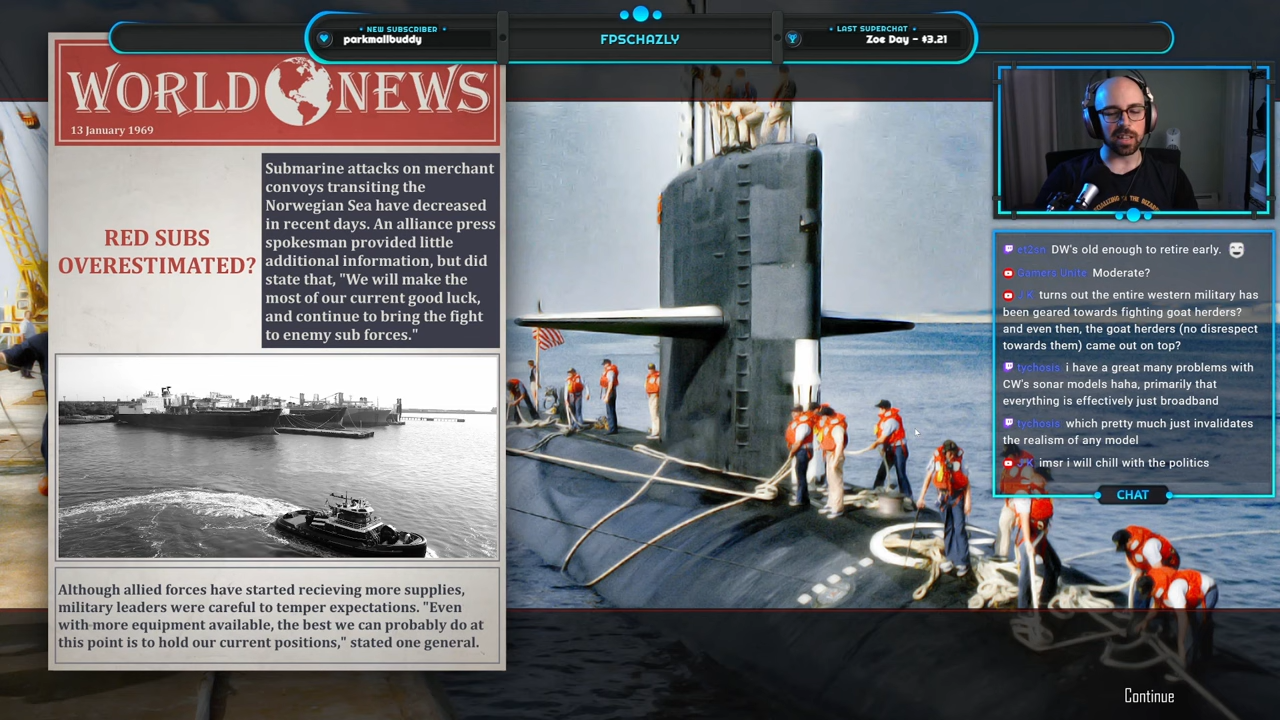 NEW SUBSCRIBER
parkmallbuddy
FPSCHAZLY
LAST SUPERCHAT
Zoe Day - $3.21
WORLD NEWS
13 January 1969
RED SUBS
OVERESTIMATED?
Submarine attacks on merchant
convoys transiting the
Norwegian Sea have decreased
in recent days. An alliance press
spokesman provided little
additional information, but did
state that, "We will make the
most of our current good luck,
and continue to bring the fight
to enemy sub forces."
Although allied forces have started recieving more supplies,
military leaders were careful to temper expectations. "Even
with more equipment available, the best we can probably do at
this point is to hold our current positions," stated one general.
et2sn DW's old enough to retire early.
Gamers Unite Moderate?
J K turns out the entire western military has
been geared towards fighting goat herders?
and even then, the goat herders (no disrespect
towards them) came out on top?
tychosis i have a great many problems with
CW's sonar models haha, primarily that
everything is effectively just broadband
tychosis which pretty much just invalidates
the realism of any model
J K imsr i will chill with the politics
CHAT
Continue